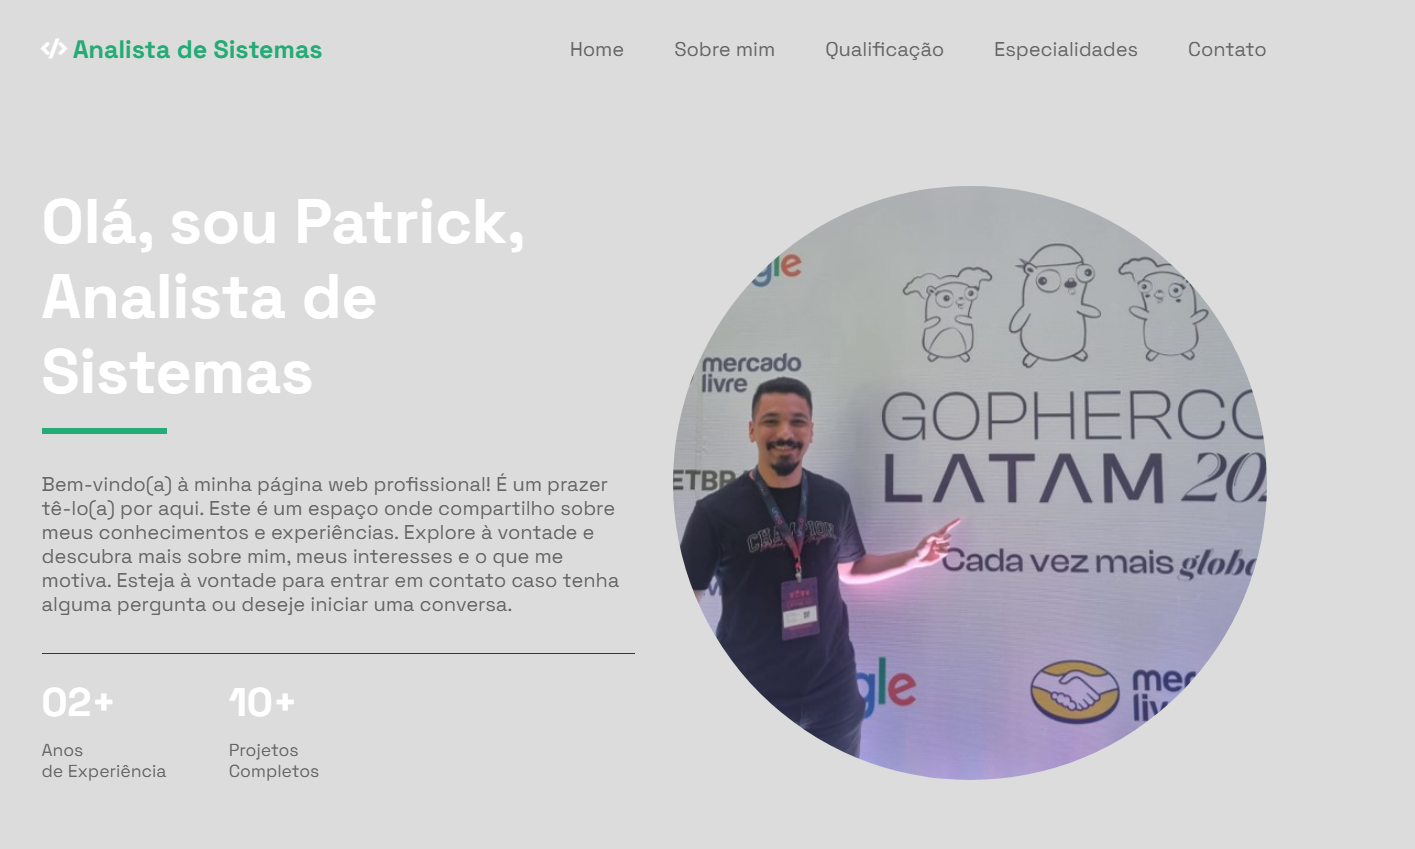 </> Analista de Sistemas
Home Sobre mim Qualificação Especialidades Contato
Olá, sou Patrick,
Analista de
Sistemas
Bem-vindo(a) à minha página web profissional! É um prazer
tê-lo(a) por aqui. Este é um espaço onde compartilho sobre
meus conhecimentos e experiências. Explore à vontade e
descubra mais sobre mim, meus interesses e o que me
motiva. Esteja à vontade para entrar em contato caso tenha
alguma pergunta ou deseje iniciar uma conversa.
02+
Anos
de Experiência
10+
Projetos
Completos
gle
mercado
livre
GOPHERCO
ETBRA
LATAM 202
CHAMPION
Cada vez mais globa
gle
mer
liv